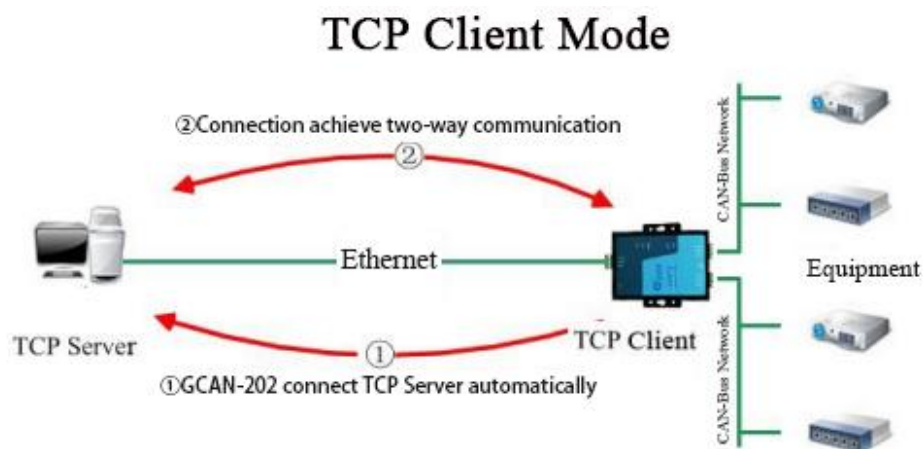 TCP Client Mode
②Connection achieve two-way communication
②
CAN-Bus Network
Ethernet
Equipment
TCP Server
TCP Client
①
①GCAN-202 connect TCP Server automatically
CAN-Bus Network